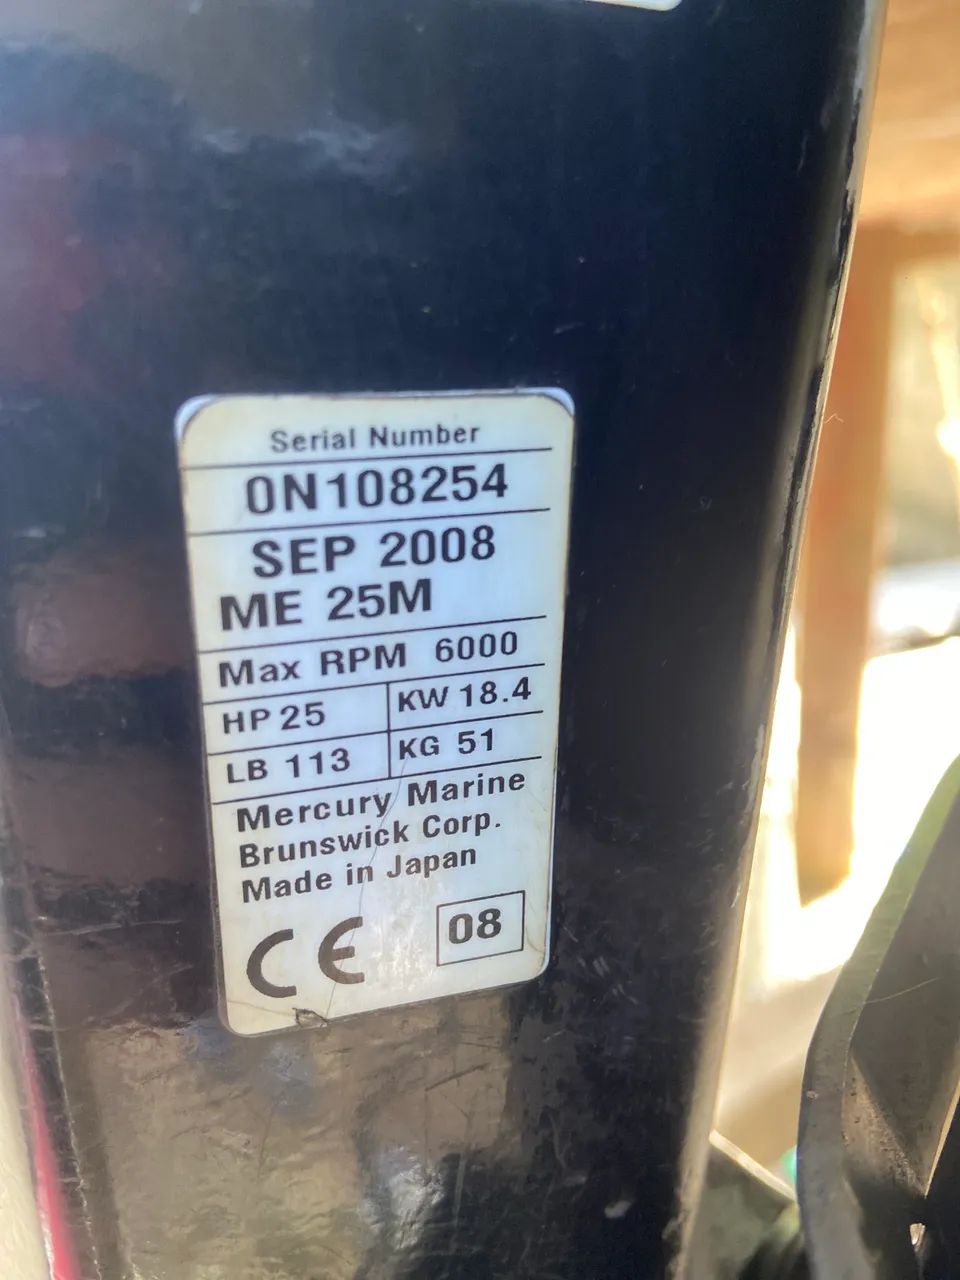 Serial Number
0N108254
SEP 2008
ME 25M
Max RPM 6000
HP 25 KW 18.4
LB 113 KG 51
Mercury Marine
Brunswick Corp.
Made in Japan
CE 08